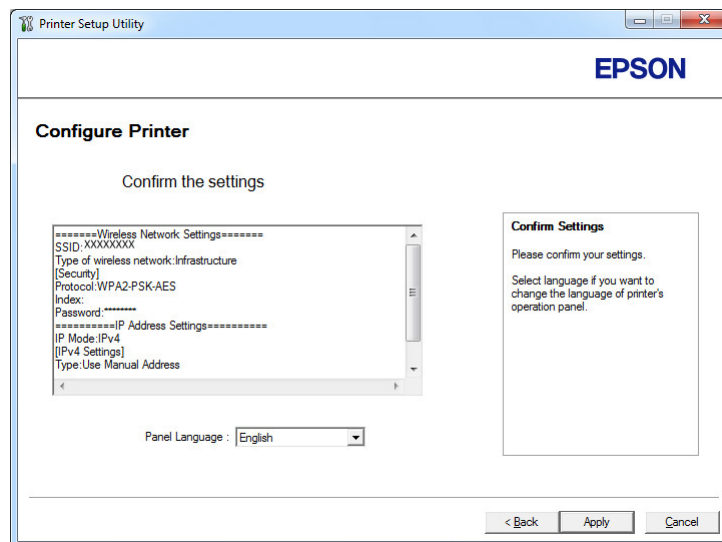 Printer Setup Utility
EPSON
Configure Printer
Confirm the settings
=======Wireless Network Settings=======
SSID:XXXXXXXX
Type of wireless network:Infrastructure
[Security]
Protocol:WPA2-PSK-AES
Index:
Password:********
==========IP Address Settings==========
IP Mode:IPv4
[IPv4 Settings]
Type:Use Manual Address
Panel Language : English
Confirm Settings
Please confirm your settings.
Select language if you want to
change the language of printer's
operation panel.
< Back Apply Cancel